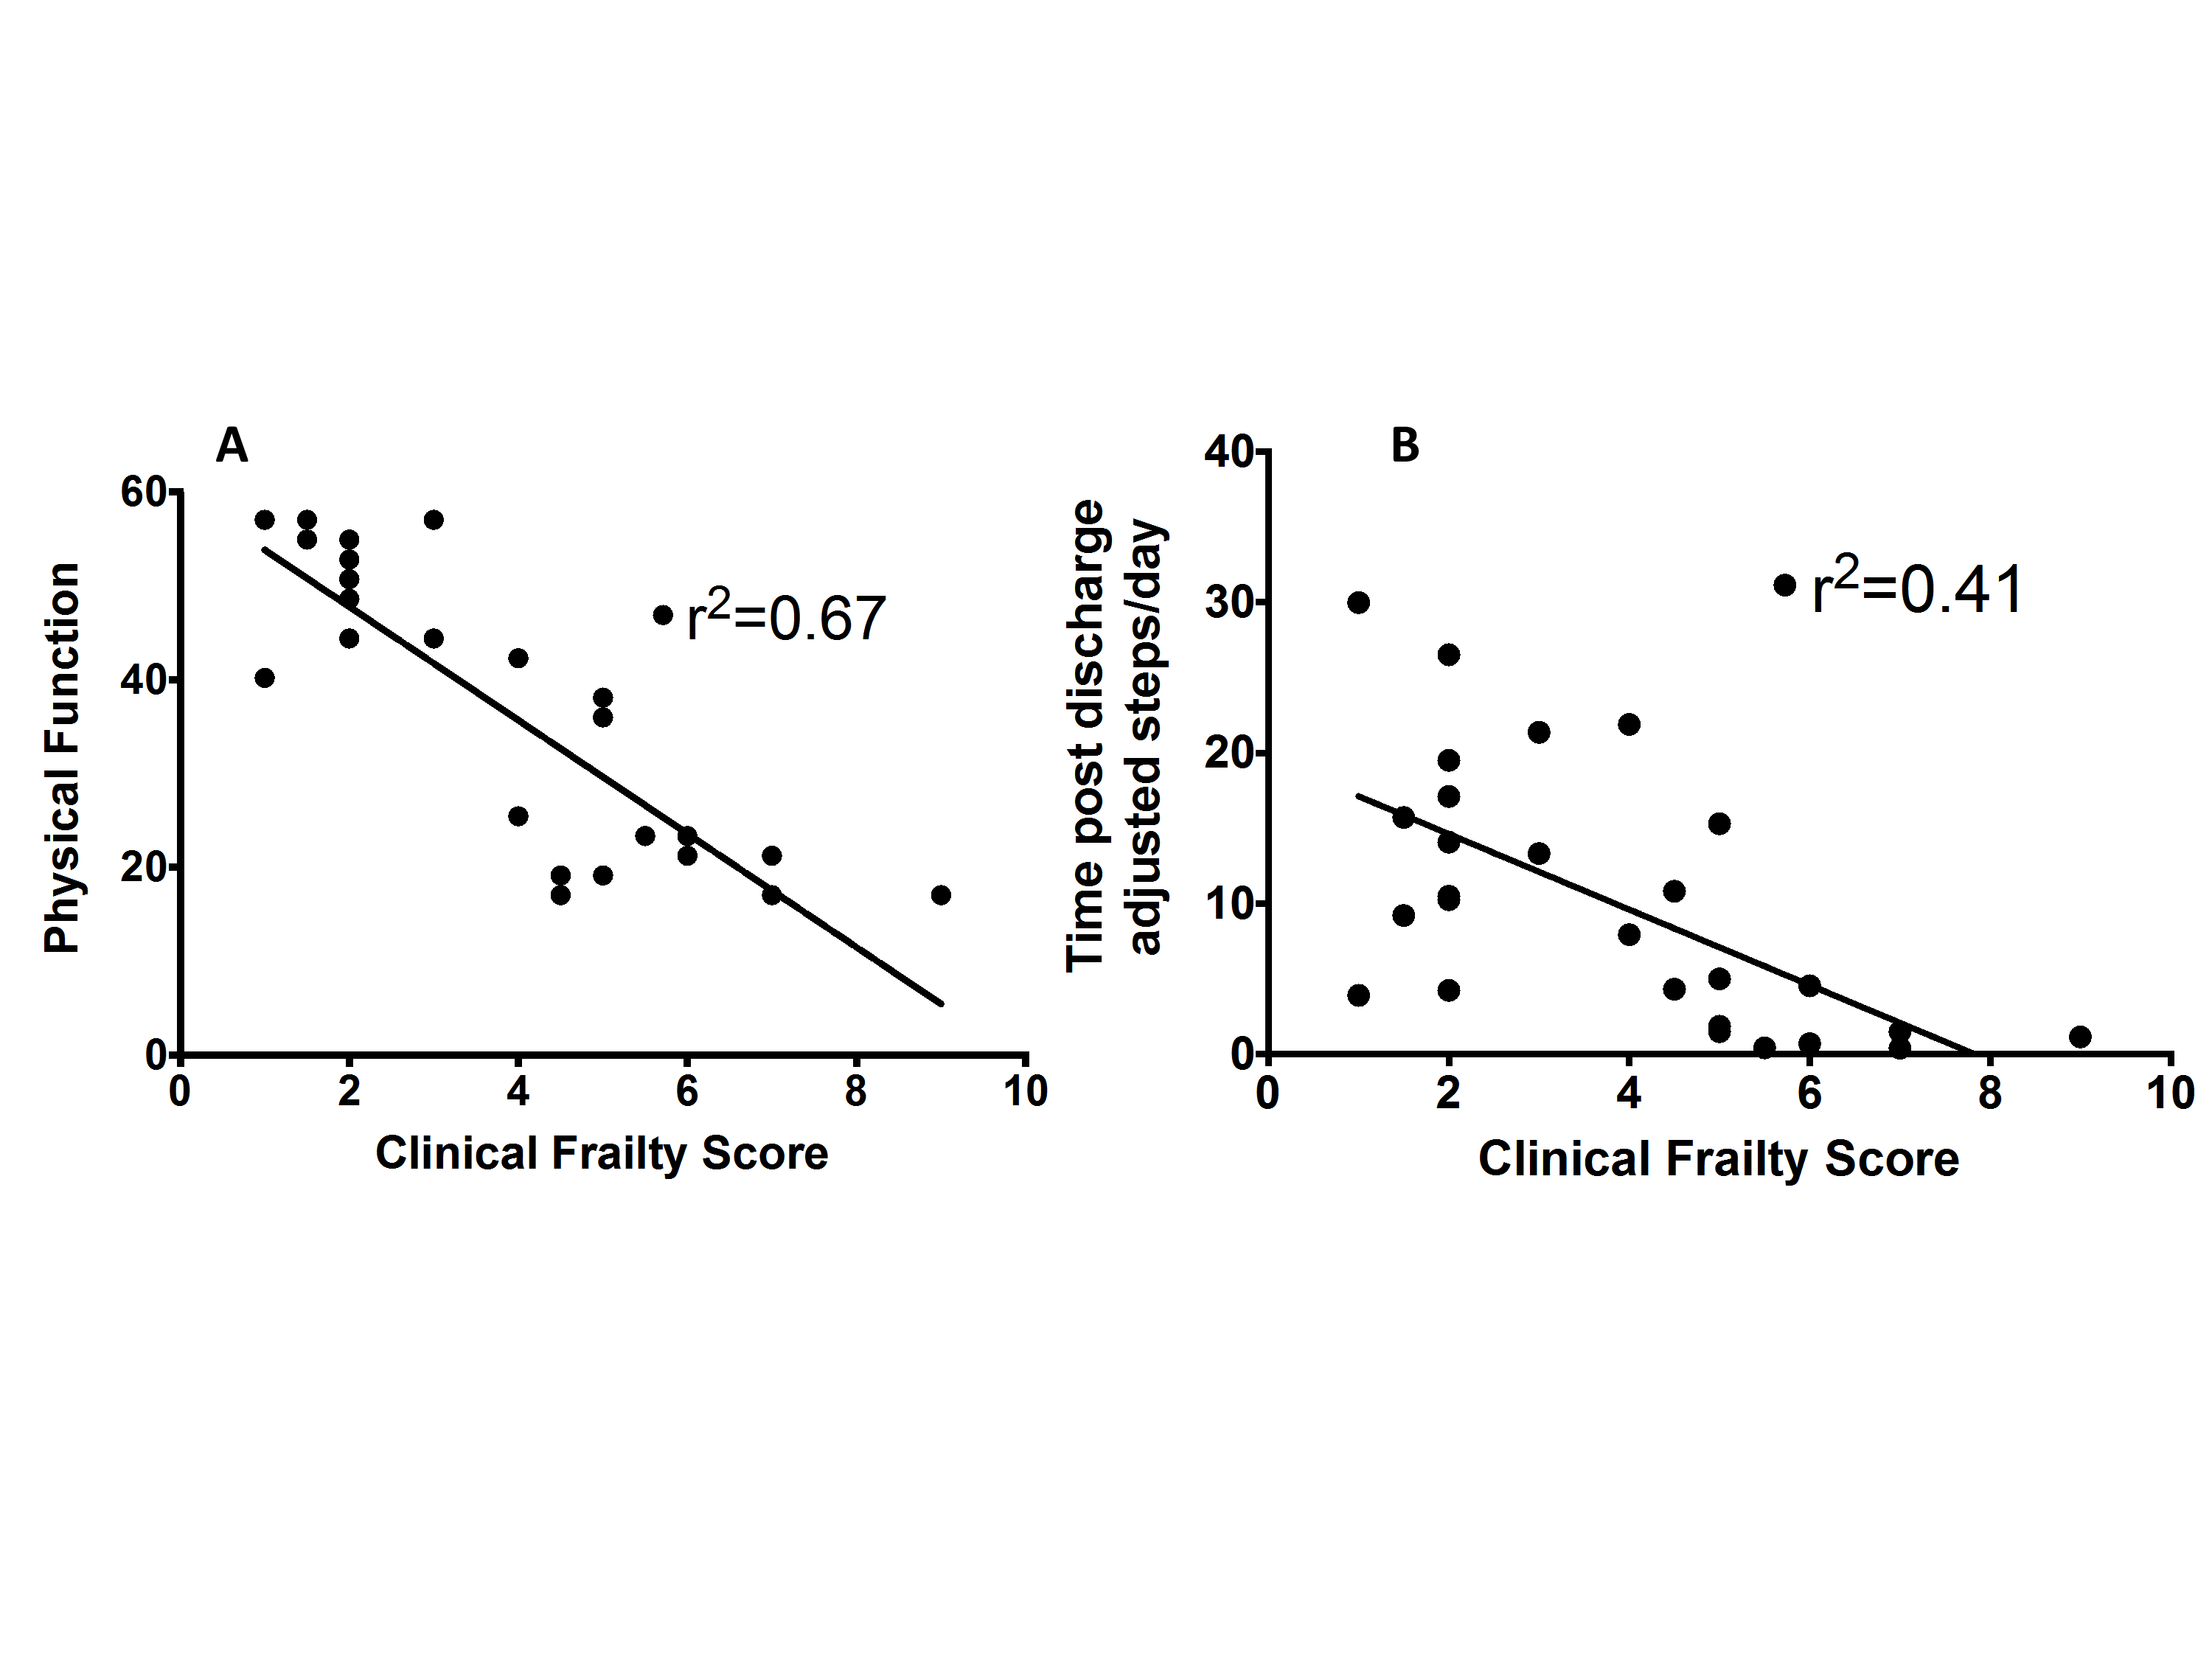 A
60
40
20
0
0 2 4 6 8 10
Physical Function
Clinical Frailty Score
r²=0.67
B
40
30
20
10
0
0 2 4 6 8 10
Time post discharge
adjusted steps/day
Clinical Frailty Score
r²=0.41